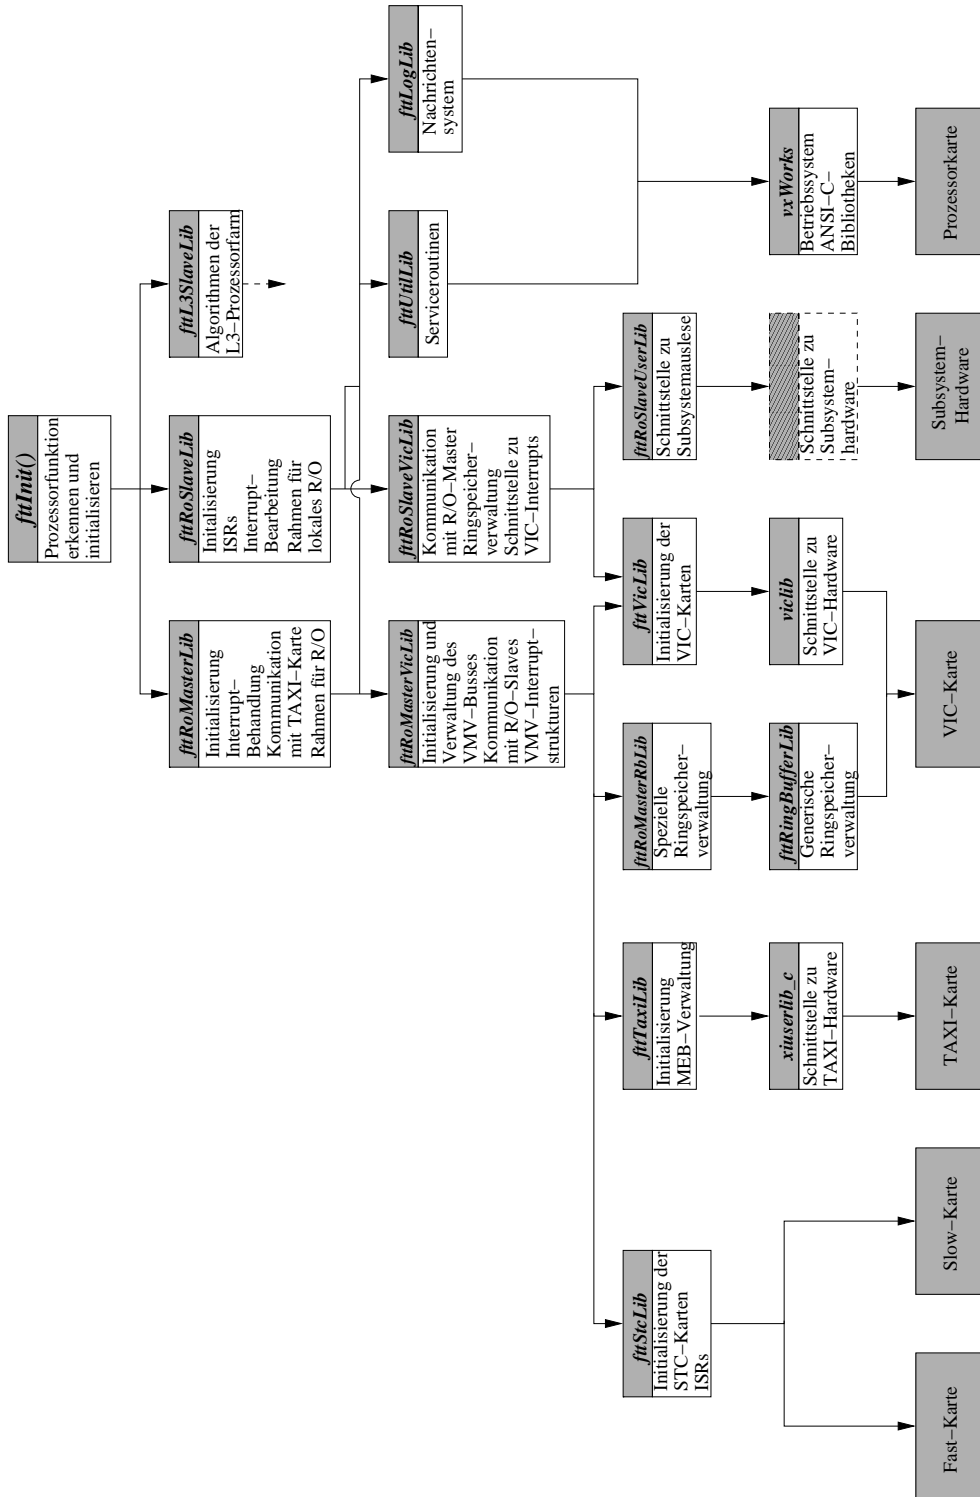 fttInit()
Prozessorfunktion
erkennen und
initialisieren
fttRoMasterLib
Initialisierung
Interrupt–
Behandlung
Kommunikation
mit TAXI–Karte
Rahmen für R/O
fttRoSlaveLib
Initalisierung
ISRs
Interrupt–
Bearbeitung
Rahmen für
lokales R/O
fttL3SlaveLib
Algorithmen der
L3–Prozessorfarm
fttRoMasterVicLib
Initialisierung und
Verwaltung des
VMV–Busses
Kommunikation
mit R/O–Slaves
VMV–Interrupt–
strukturen
fttRoSlaveVicLib
Kommunikation
mit R/O–Master
Ringspeicher–
verwaltung
Schnittstelle zu
VIC–Interrupts
fttUtilLib
Serviceroutinen
fttLogLib
Nachrichten–
system
fttStcLib
Initialisierung der
STC–Karten
ISRs
fttTaxiLib
Initialisierung
MEB–Verwaltung
fttRoMasterRbLib
Spezielle
Ringspeicher–
verwaltung
fttVicLib
Initialisierung der
VIC–Karten
fttRoSlaveUserLib
Schnittstelle zu
Subsystemauslese
xiuserlib_c
Schnittstelle zu
TAXI–Hardware
fttRingBufferLib
Generische
Ringspeicher–
verwaltung
viclib
Schnittstelle zu
VIC–Hardware
Schnittstelle zu
Subsystem–
hardware
vxWorks
Betriebssystem
ANSI–C–
Bibliotheken
Fast–Karte
Slow–Karte
TAXI–Karte
VIC–Karte
Subsystem–
Hardware
Prozessorkarte